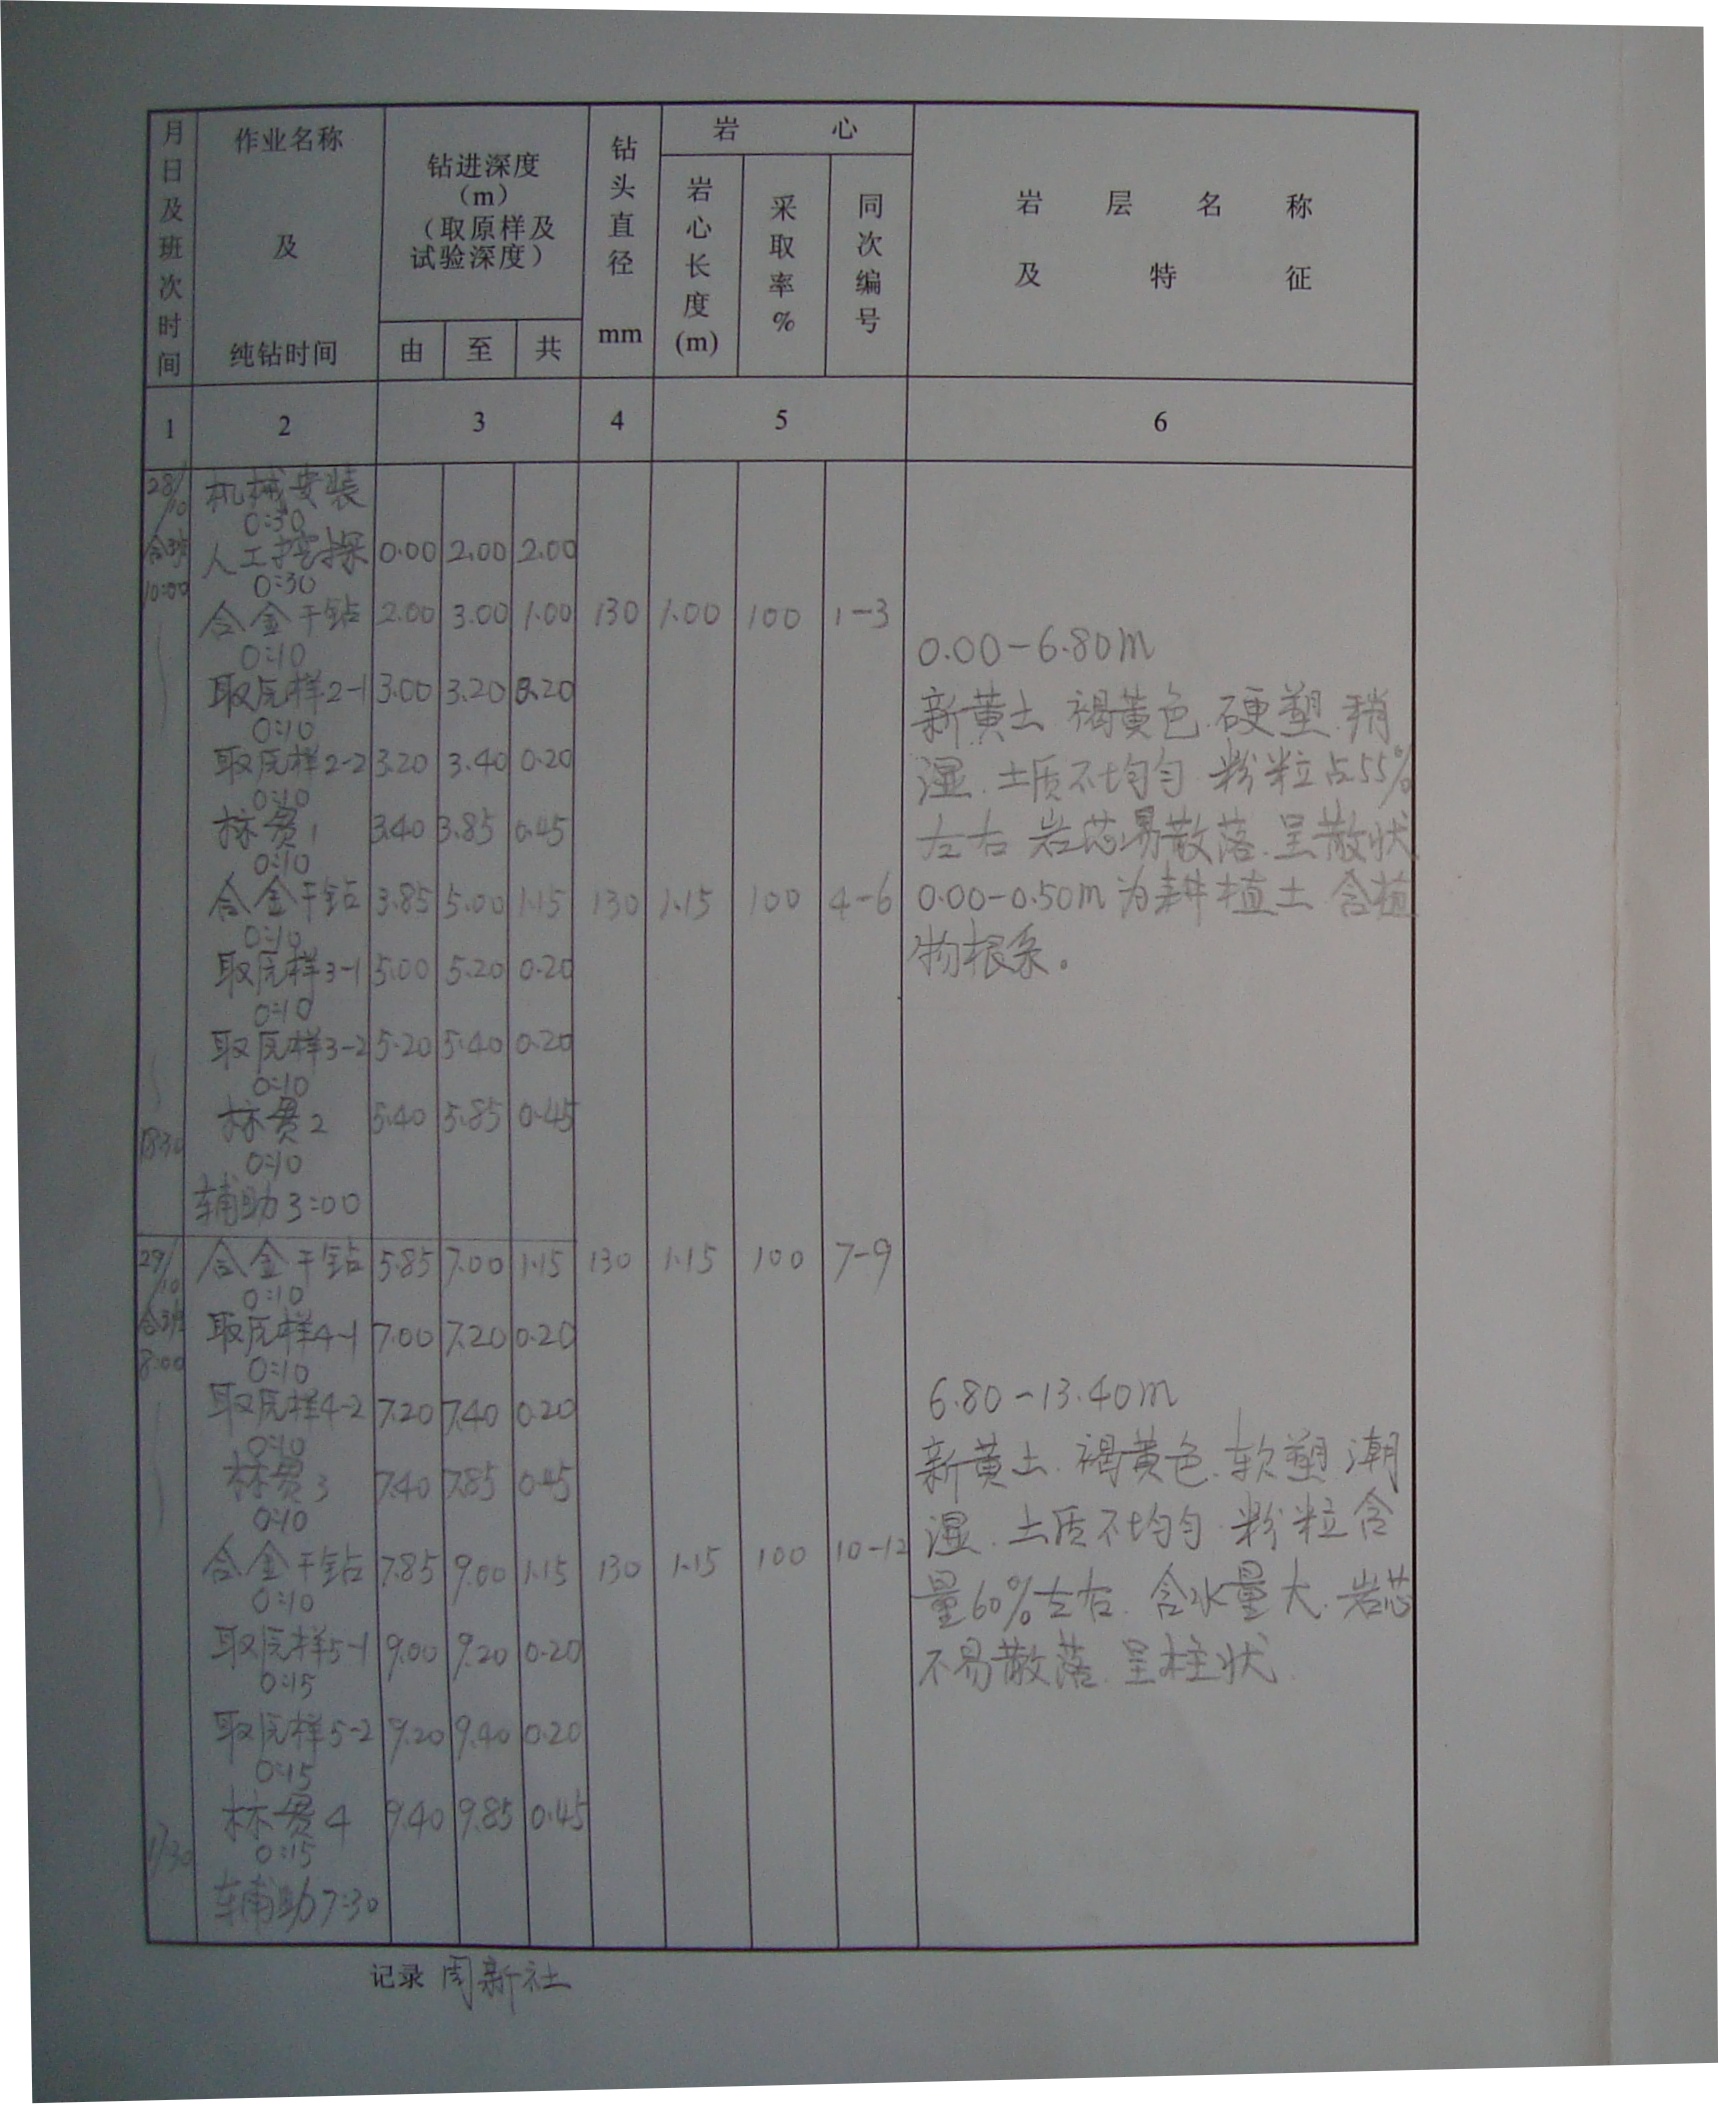 月日及班次时间 作业名称及纯钻时间 钻进深度(m)（取原样及试验深度） 钻头直径mm 岩心
岩层名称及特征
由 至 共 岩心长度(m) 采取率% 同次编号
1 2 3 4 5 6
28/10 机械安装
0:30
合班 人工挖探 0.00 2.00 2.00
10:00 0:30
合金干钻 2.00 3.00 1.00 130 1.00 100 1-3
0:10
取原样2-1 3.00 3.20 0.20
0:10
取原样2-2 3.20 3.40 0.20
0:10
标贯1 3.40 3.85 0.45
0:10
合金干钻 3.85 5.00 1.15 130 1.15 100 4-6
0:10
取原样3-1 5.00 5.20 0.20
0:10
取原样3-2 5.20 5.40 0.20
0:10
标贯2 5.40 5.85 0.45
18:30 0:10
辅助3:00
0.00-6.80m
新黄土.褐黄色.硬塑.稍
湿.土质不均匀.粉粒占55%
左右 岩芯易散落.呈散状
0.00-0.50m为耕植土 含植
物根系。
29/10 合金干钻 5.85 7.00 1.15 130 1.15 100 7-9
0:10
合班 取原样4-1 7.00 7.20 0.20
8:00 0:10
取原样4-2 7.20 7.40 0.20
0:10
标贯3 7.40 7.85 0.45
0:10
合金干钻 7.85 9.00 1.15 130 1.15 100 10-12
0:10
取原样5-1 9.00 9.20 0.20
0:15
取原样5-2 9.20 9.40 0.20
0:15
标贯4 9.40 9.85 0.45
17:30 0:15
辅助7:30
6.80-13.40m
新黄土.褐黄色.软塑.潮
湿.土质不均匀.粉粒含
量60%左右.含水量大.岩芯
不易散落.呈柱状.
记录 周新社